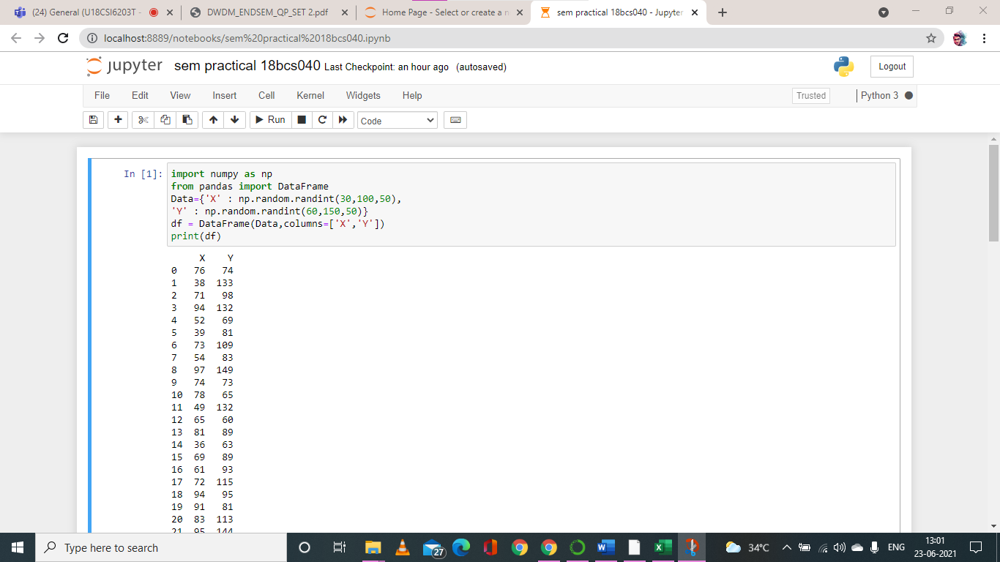 (24) General (U18CSI6203T -
DWDM_ENDSEM_QP_SET 2.pdf
Home Page - Select or create a n
sem practical 18bcs040 - Jupyter
localhost:8889/notebooks/sem%20practical%2018bcs040.ipynb
jupyter sem practical 18bcs040 Last Checkpoint: an hour ago (autosaved)
Logout
File Edit View Insert Cell Kernel Widgets Help
Trusted
Python 3
Run
Code
In [1]: import numpy as np
from pandas import DataFrame
Data={'X' : np.random.randint(30,100,50),
'Y' : np.random.randint(60,150,50)}
df = DataFrame(Data,columns=['X','Y'])
print(df)
X Y
0 76 74
1 38 133
2 71 98
3 94 132
4 52 69
5 39 81
6 73 109
7 54 83
8 97 149
9 74 73
10 78 65
11 49 132
12 65 60
13 81 89
14 36 63
15 69 89
16 61 93
17 72 115
18 94 95
19 91 81
20 83 113
21 95 144
Type here to search
27
34°C
ENG
13:01
23-06-2021